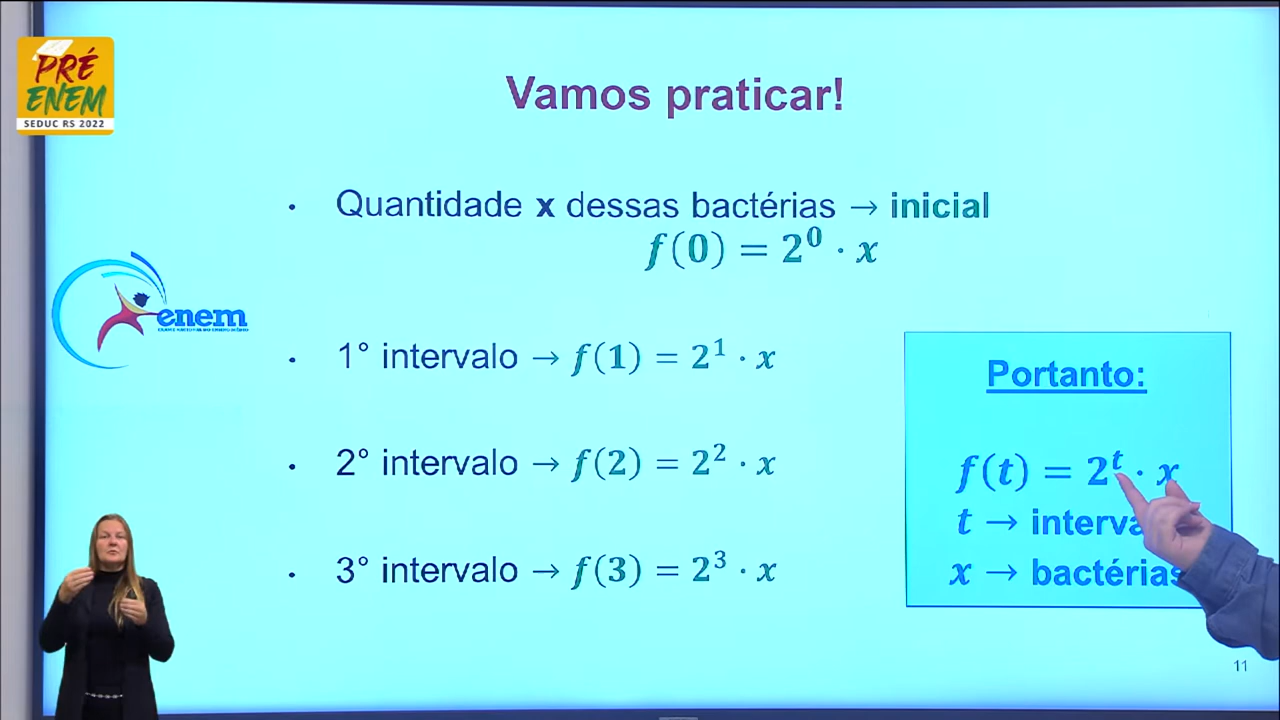 PRÉ
ENEM
SEDUC RS 2022
Vamos praticar!
• Quantidade x dessas bactérias → inicial
f(0) = 2⁰ · x
enem
• 1° intervalo → f(1) = 2¹ · x
• 2° intervalo → f(2) = 2² · x
• 3° intervalo → f(3) = 2³ · x
Portanto:
f(t) = 2ᵗ · x
t →
x → bactérias
11